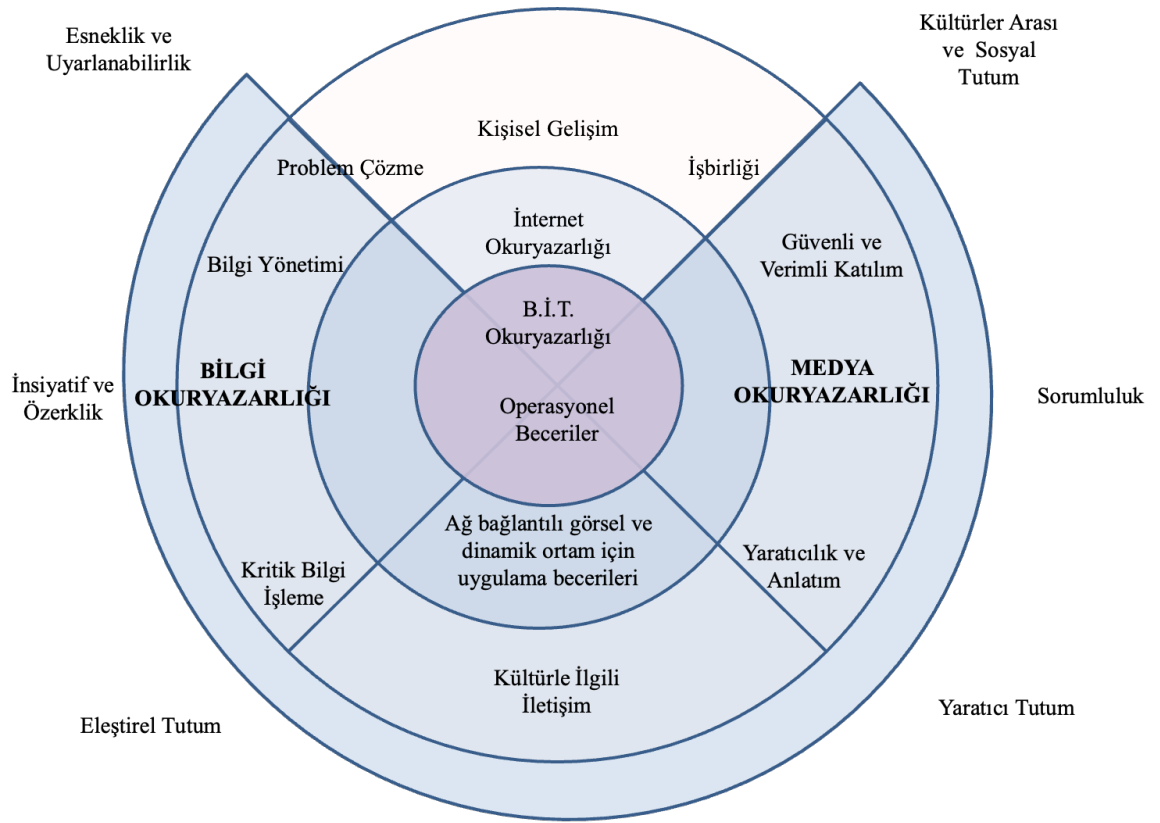 Esneklik ve
Uyarlanabilirlik
Kültürler Arası
ve Sosyal
Tutum
Kişisel Gelişim
Problem Çözme
İşbirliği
İnternet
Okuryazarlığı
Güvenli ve
Verimli Katılım
Bilgi Yönetimi
B.İ.T.
Okuryazarlığı
BİLGİ
OKURYAZARLIĞI
MEDYA
OKURYAZARLIĞI
İnsiyatif ve
Özerklik
Sorumluluk
Operasyonel
Beceriler
Ağ bağlantılı görsel ve
dinamik ortam için
uygulama becerileri
Kritik Bilgi
İşleme
Yaratıcılık ve
Anlatım
Kültürle İlgili
İletişim
Eleştirel Tutum
Yaratıcı Tutum